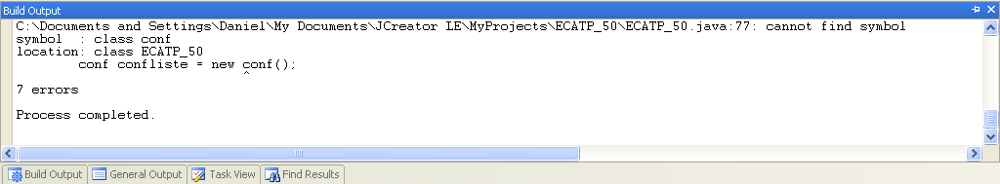 Build Output
C:\Documents and Settings\Daniel\My Documents\JCreator LE\MyProjects\ECATP_50\ECATP_50.java:77: cannot find symbol
symbol  : class conf
location: class ECATP_50
        conf confliste = new conf();
                             ^
7 errors
Process completed.
Build Output General Output Task View Find Results